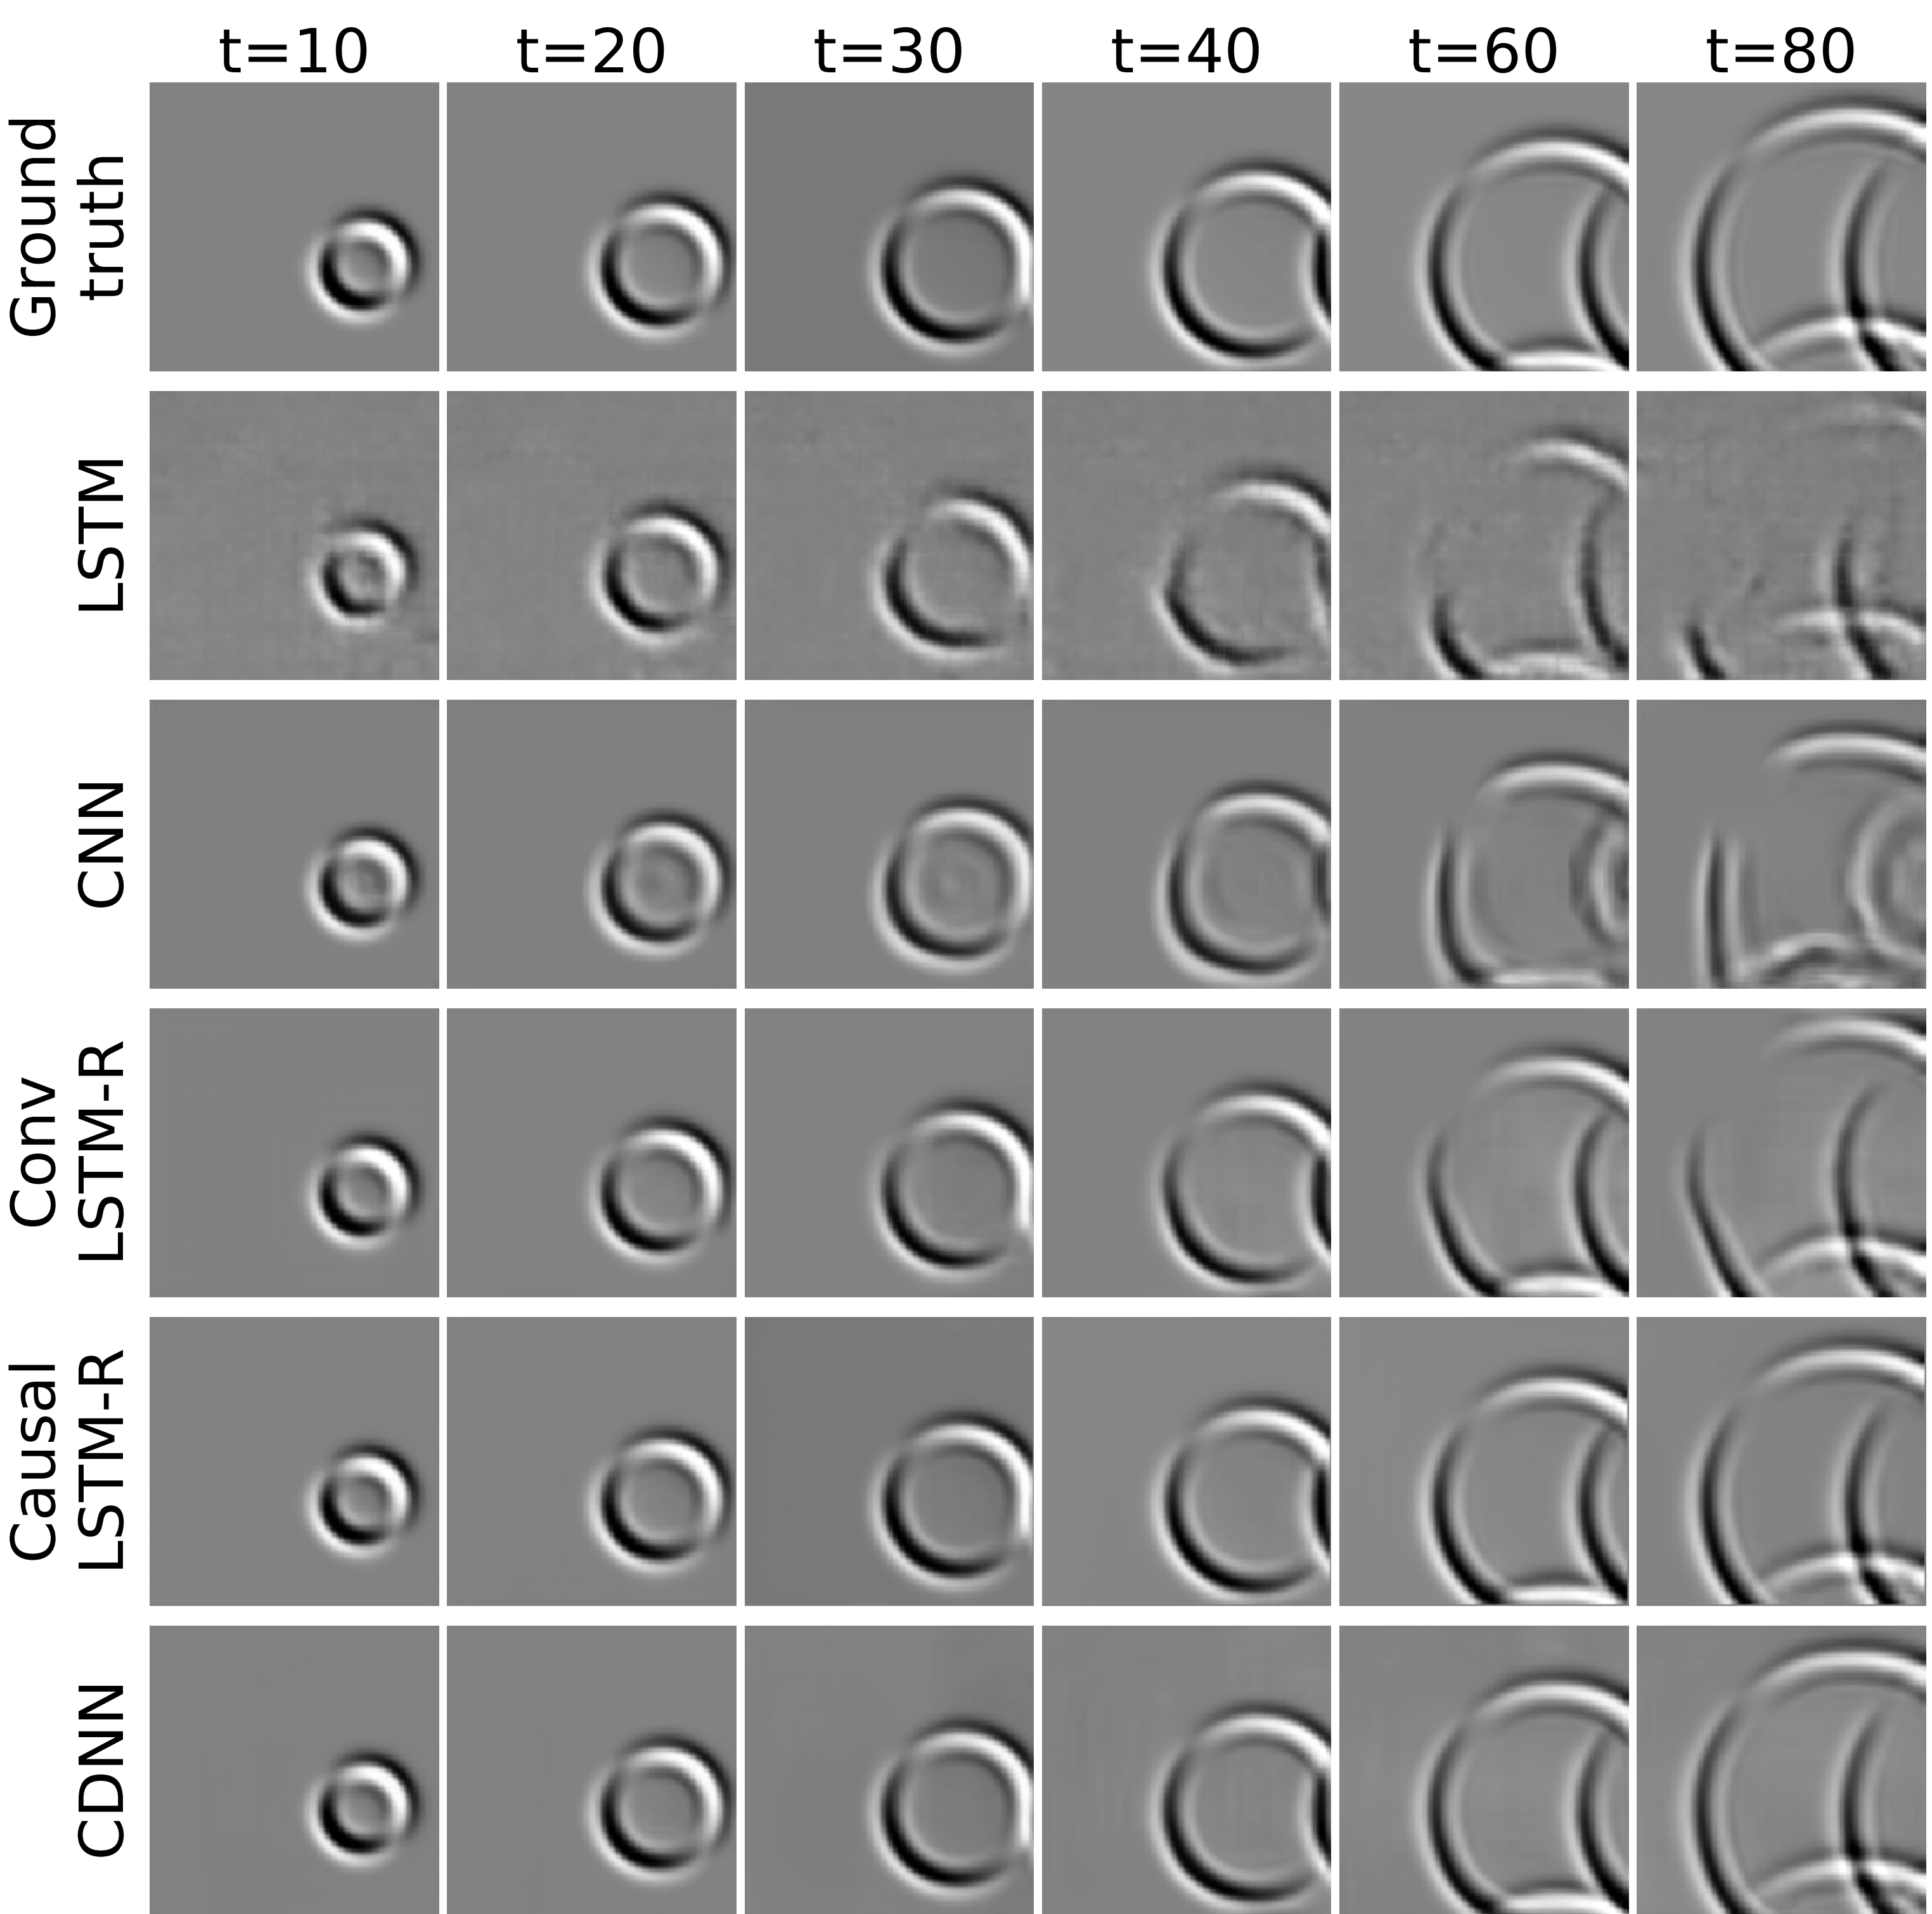 t=10 t=20 t=30 t=40 t=60 t=80
Ground
truth
LSTM
CNN
Conv
LSTM-R
Causal
LSTM-R
CDNN